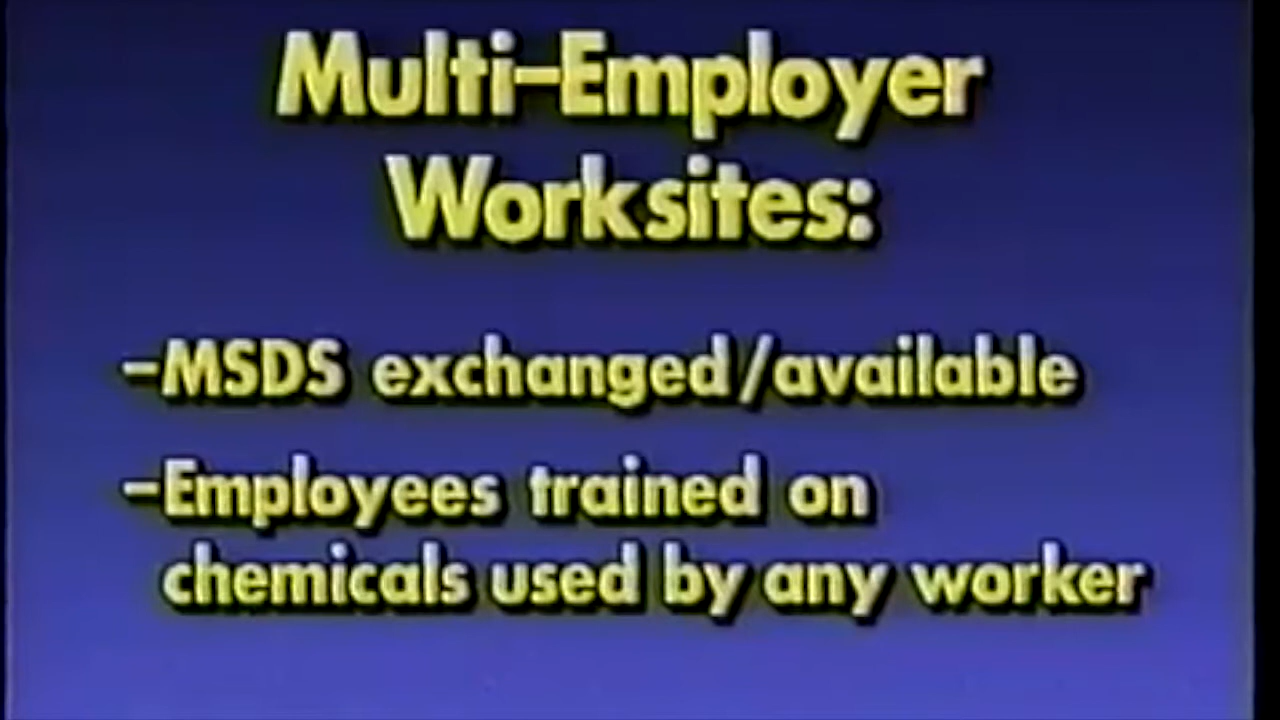 Multi-Employer
Worksites:
-MSDS exchanged/available
-Employees trained on
chemicals used by any worker